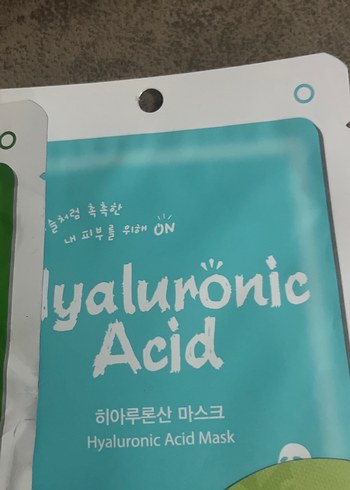 촉촉한
내 피부를 위해 ON
Hyaluronic
Acid
히아루론산 마스크
Hyaluronic Acid Mask